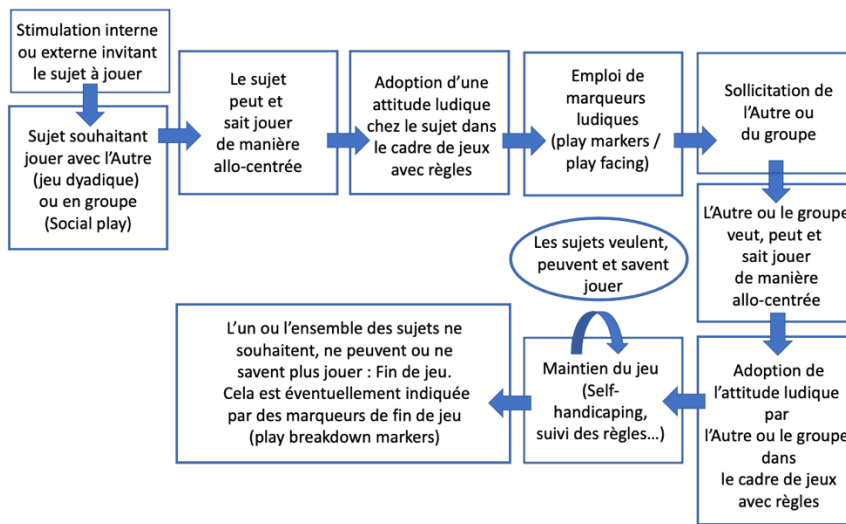 Stimulation interne
ou externe invitant
le sujet à jouer
Sujet souhaitant
jouer avec l'Autre
(jeu dyadique)
ou en groupe
(Social play)
Le sujet
peut et
sait jouer
de manière
allo-centrée
Adoption d'une
attitude ludique
chez le sujet dans
le cadre de jeux
avec règles
Emploi de
marqueurs
ludiques
(play markers /
play facing)
Sollicitation de
l'Autre ou
du groupe
L'Autre ou le groupe
veut, peut et
sait jouer
de manière
allo-centrée
Adoption de
l'attitude ludique
par
l'Autre ou le groupe
dans
le cadre de jeux
avec règles
Les sujets veulent,
peuvent et savent
jouer
Maintien du jeu
(Self-
handicaping,
suivi des règles…)
L'un ou l'ensemble des sujets ne
souhaitent, ne peuvent ou ne
savent plus jouer : Fin de jeu.
Cela est éventuellement indiquée
par des marqueurs de fin de jeu
(play breakdown markers)